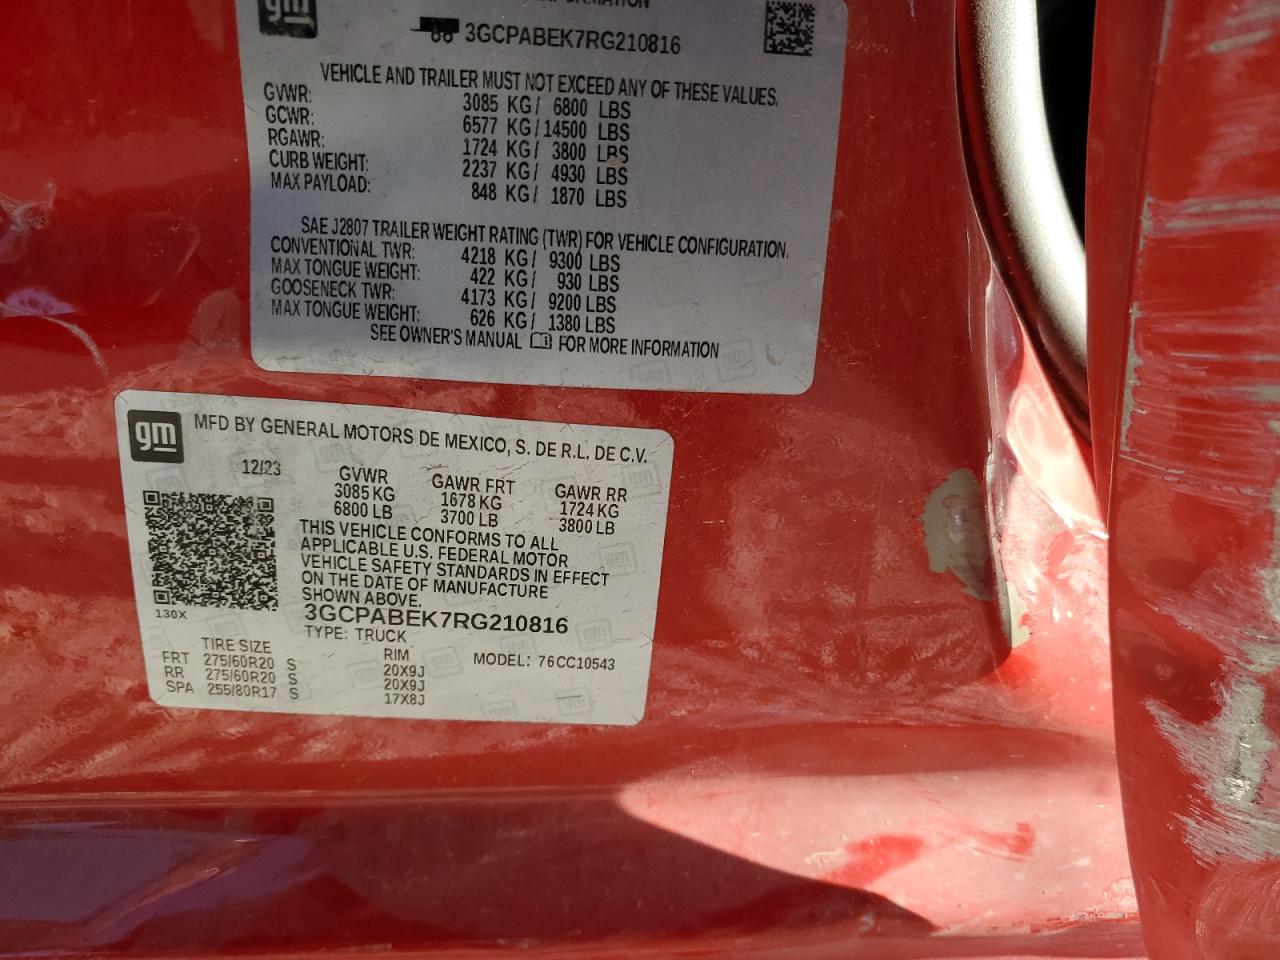 gm
3GCPABEK7RG210816
VEHICLE AND TRAILER MUST NOT EXCEED ANY OF THESE VALUES.
GVWR: 3085 KG/ 6800 LBS
GCWR: 6577 KG/14500 LBS
RGAWR: 1724 KG/ 3800 LBS
CURB WEIGHT: 2237 KG/ 4930 LBS
MAX PAYLOAD: 848 KG/ 1870 LBS
SAE J2807 TRAILER WEIGHT RATING (TWR) FOR VEHICLE CONFIGURATION.
CONVENTIONAL TWR: 4218 KG/ 9300 LBS
MAX TONGUE WEIGHT: 422 KG/ 930 LBS
GOOSENECK TWR: 4173 KG/ 9200 LBS
MAX TONGUE WEIGHT: 626 KG/ 1380 LBS
SEE OWNER'S MANUAL FOR MORE INFORMATION
gm MFD BY GENERAL MOTORS DE MEXICO, S. DE R.L. DE C.V.
12/23 GVWR GAWR FRT GAWR RR
3085 KG 1678 KG 1724 KG
6800 LB 3700 LB 3800 LB
THIS VEHICLE CONFORMS TO ALL
APPLICABLE U.S. FEDERAL MOTOR
VEHICLE SAFETY STANDARDS IN EFFECT
ON THE DATE OF MANUFACTURE
SHOWN ABOVE.
130X 3GCPABEK7RG210816
TYPE: TRUCK
TIRE SIZE RIM MODEL: 76CC10543
FRT 275/60R20 S 20X9J
RR 275/60R20 S 20X9J
SPA 255/80R17 S 17X8J